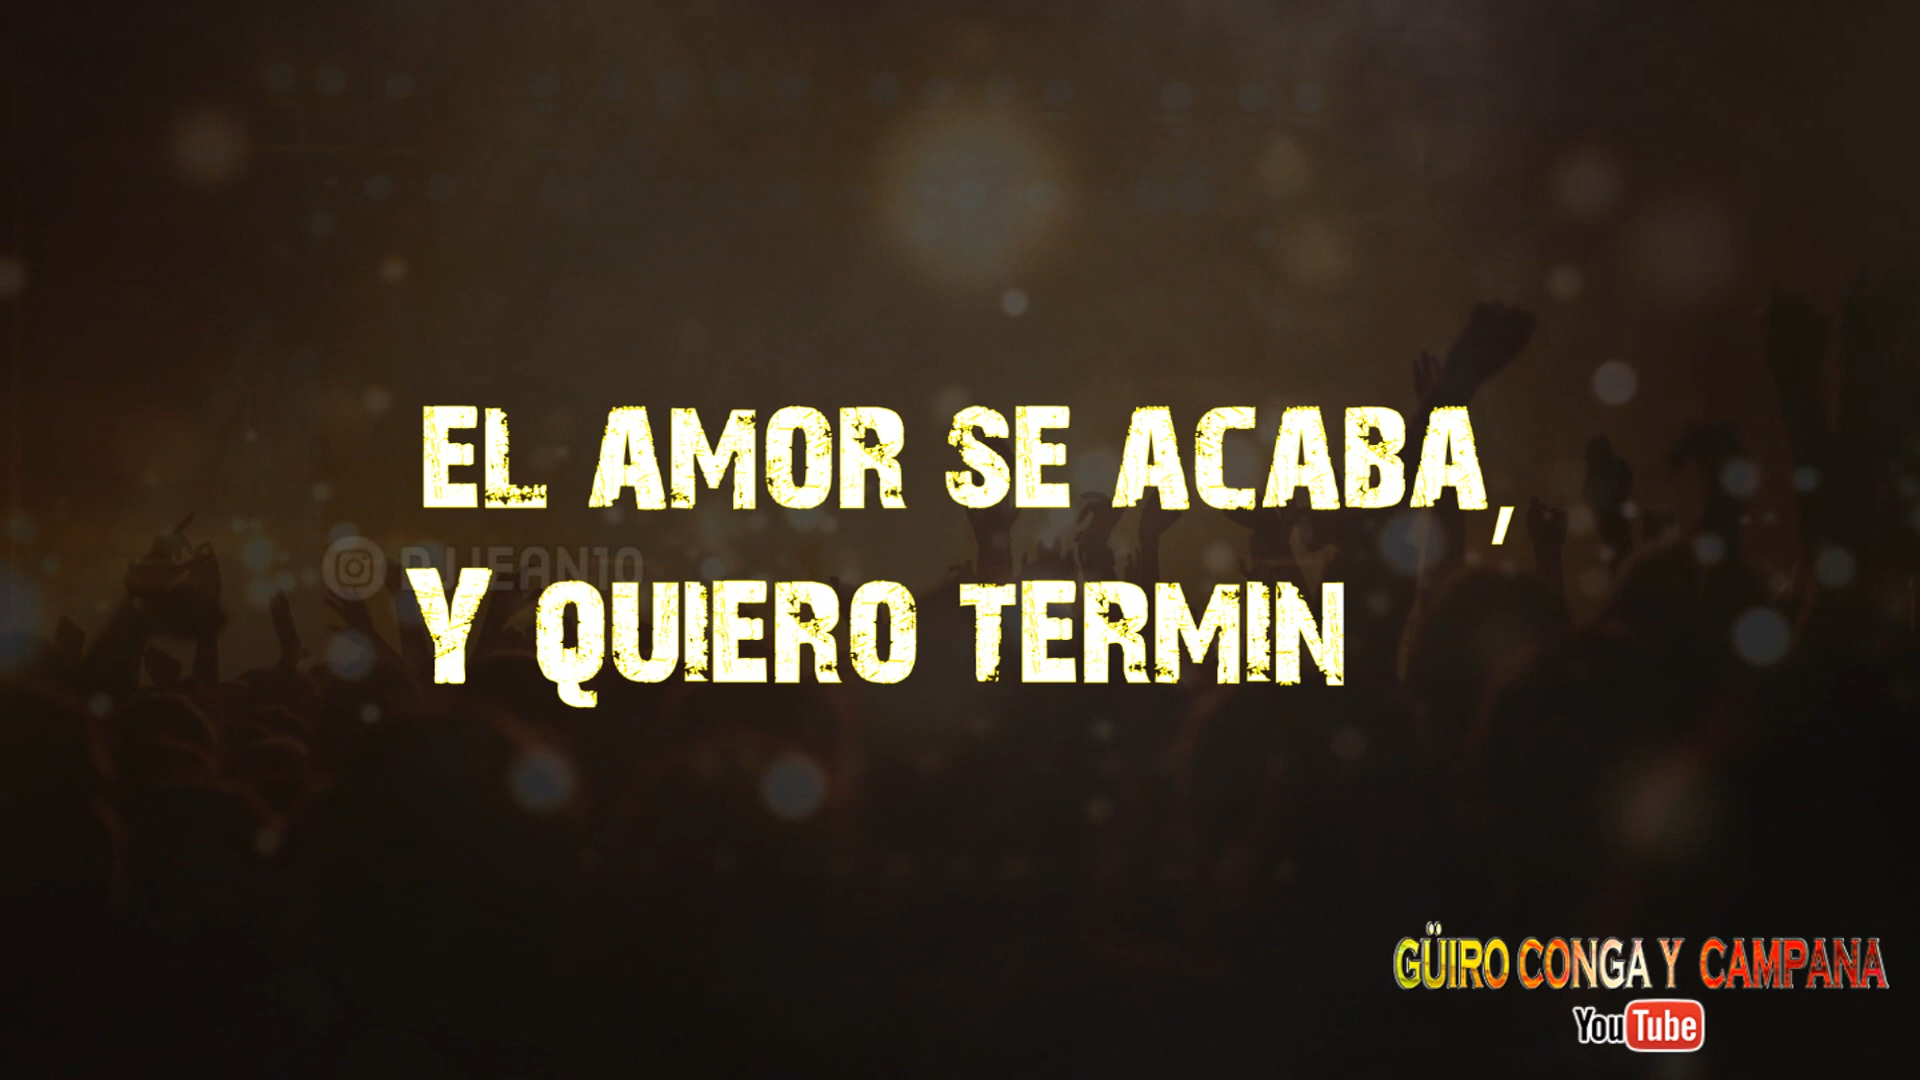 EL AMOR SE ACABA,
Y QUIERO TERMIN
GÜIRO CONGA Y CAMPANA
YouTube